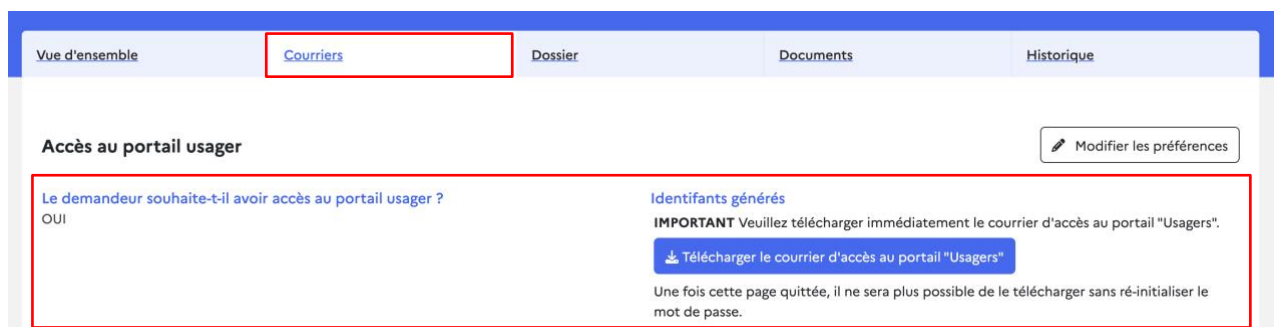 Vue d'ensemble
Courriers
Dossier
Documents
Historique
Accès au portail usager
Modifier les préférences
Le demandeur souhaite-t-il avoir accès au portail usager ?
OUI
Identifants générés
IMPORTANT Veuillez télécharger immédiatement le courrier d'accès au portail "Usagers".
Télécharger le courrier d'accès au portail "Usagers"
Une fois cette page quittée, il ne sera plus possible de le télécharger sans ré-initialiser le
mot de passe.